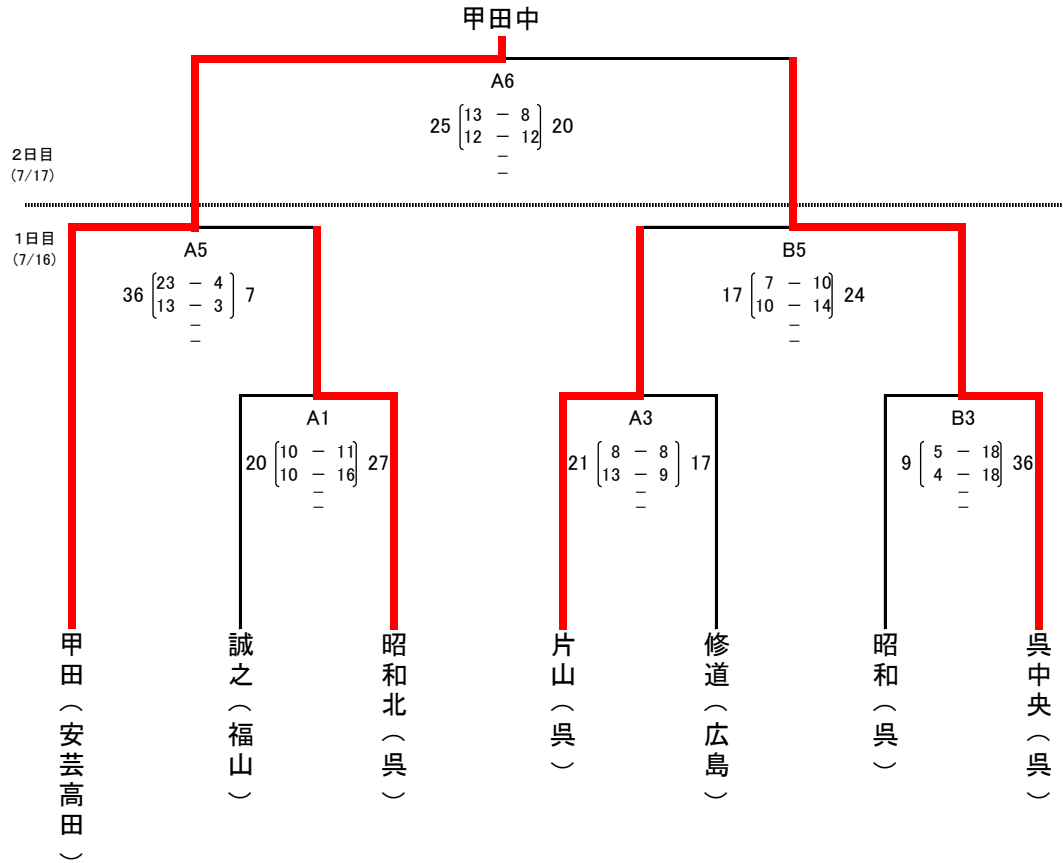 甲田中
A6
25 13 － 8 20
12 － 12
－
－
2日目
(7/17)
1日目
(7/16)
A5
36 23 － 4 7
13 － 3
－
－
B5
17 7 － 10 24
10 － 14
－
－
A1
20 10 － 11 27
10 － 16
－
－
A3
21 8 － 8 17
13 － 9
－
－
B3
9 5 － 18 36
4 － 18
－
－
甲田（安芸高田）
誠之（福山）
昭和北（呉）
片山（呉）
修道（広島）
昭和（呉）
呉中央（呉）